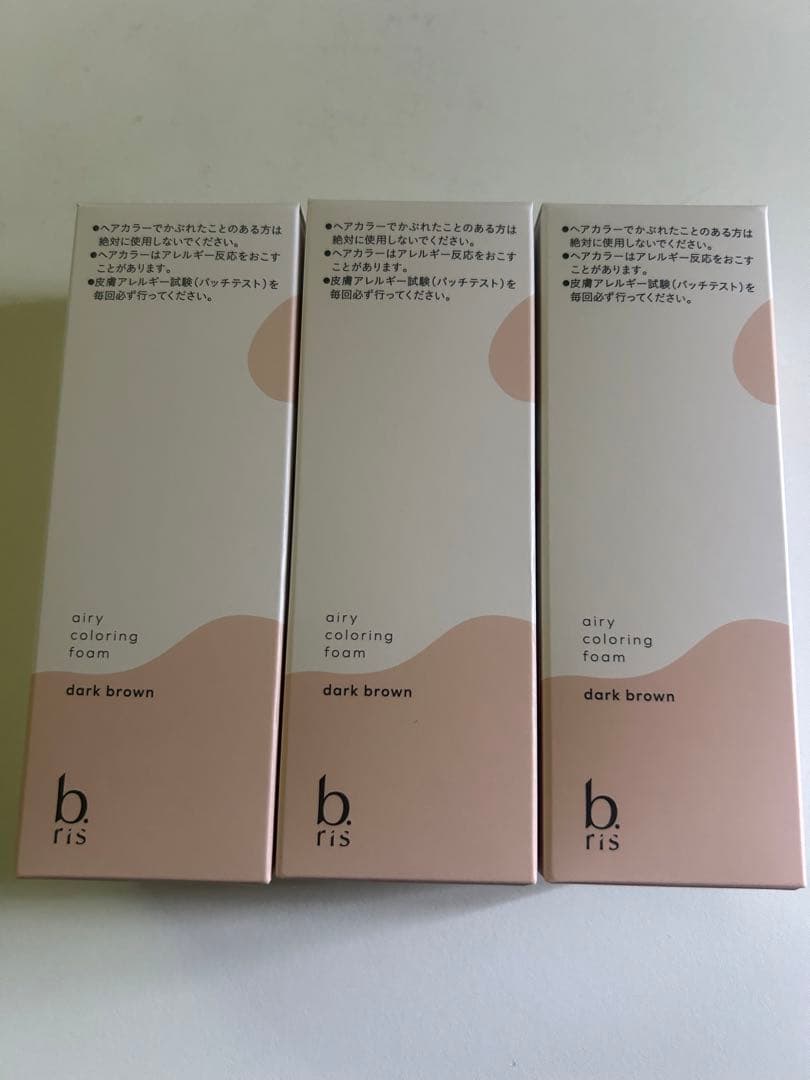 ●ヘアカラーでかぶれたことのある方は
絶対に使用しないでください。
●ヘアカラーはアレルギー反応をおこす
ことがあります。
●皮膚アレルギー試験(パッチテスト)を
毎回必ず行ってください。
airy
coloring
foam
dark brown
b.
ris
●ヘアカラーでかぶれたことのある方は
絶対に使用しないでください。
●ヘアカラーはアレルギー反応をおこす
ことがあります。
●皮膚アレルギー試験(パッチテスト)を
毎回必ず行ってください。
airy
coloring
foam
dark brown
b.
ris
●ヘアカラーでかぶれたことのある方は
絶対に使用しないでください。
●ヘアカラーはアレルギー反応をおこす
ことがあります。
●皮膚アレルギー試験(パッチテスト)を
毎回必ず行ってください。
airy
coloring
foam
dark brown
b.
ris